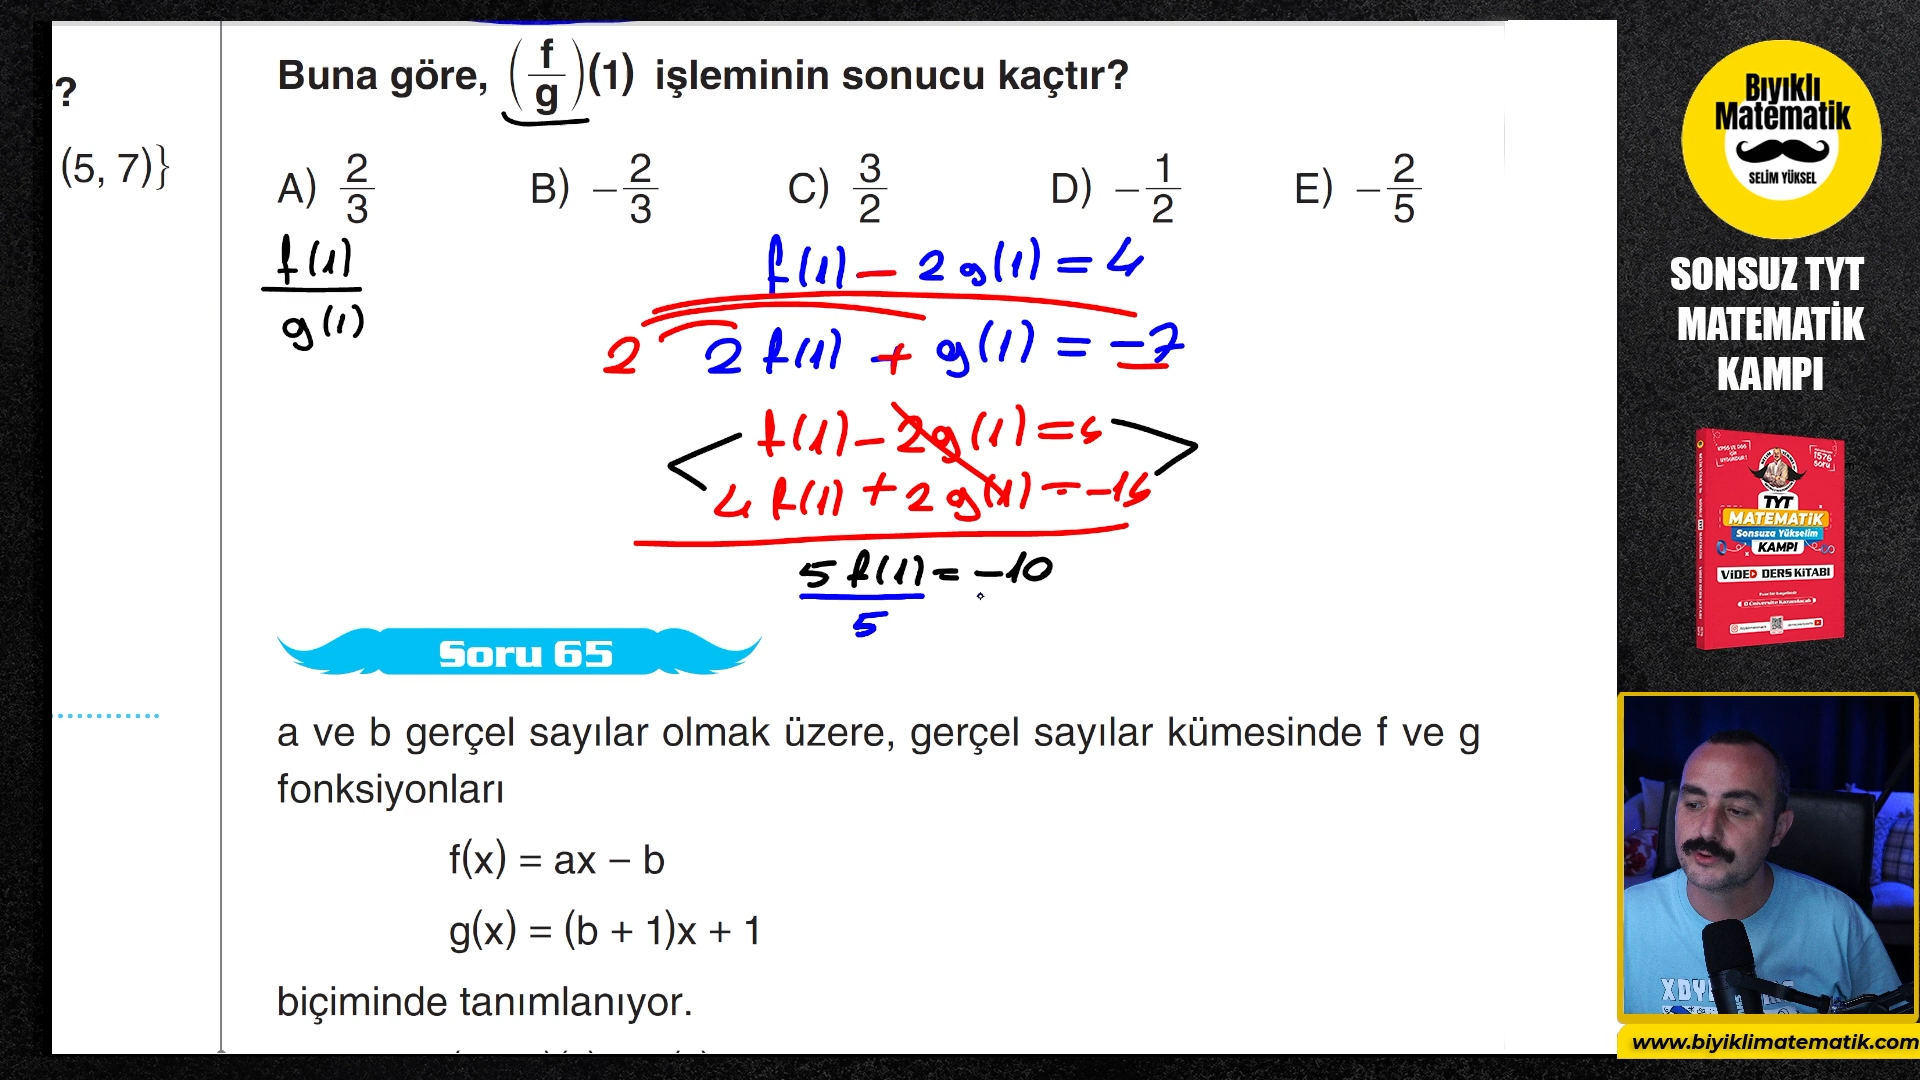 ?
(5, 7)}
Buna göre, (f/g)(1) işleminin sonucu kaçtır?
A) 2/3 B) -2/3 C) 3/2 D) -1/2 E) -2/5
f(1)/g(1)
f(1) - 2g(1) = 4
2 2f(1) + g(1) = -7
f(1) - 2g(1) = 4
4f(1) + 2g(1) = -14
5f(1) = -10
5
Soru 65
a ve b gerçel sayılar olmak üzere, gerçel sayılar kümesinde f ve g
fonksiyonları
f(x) = ax – b
g(x) = (b + 1)x + 1
biçiminde tanımlanıyor.
Bıyıklı
Matematik
SELİM YÜKSEL
SONSUZ TYT
MATEMATİK
KAMPI
1576
soru
TYT
MATEMATİK
Sonsuza Yükselim
KAMPI
VİDEO DERS KİTABI
www.biyiklimatematik.com